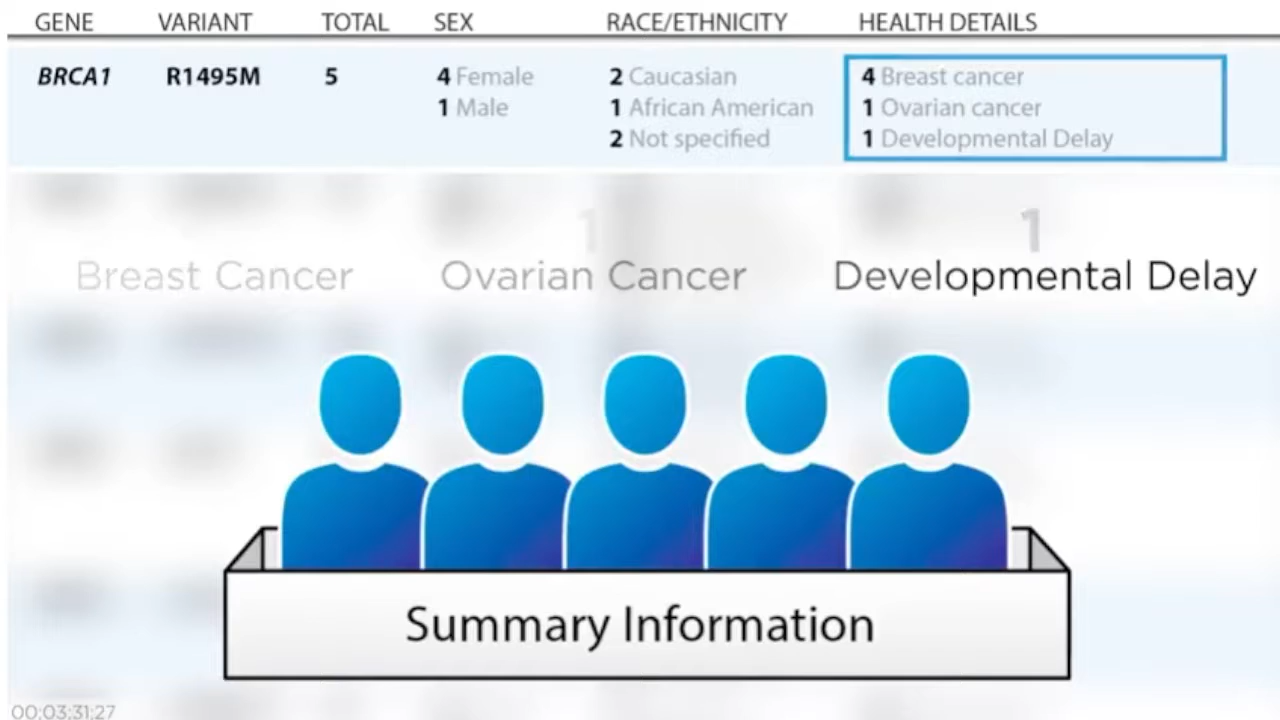 GENE VARIANT TOTAL SEX RACE/ETHNICITY HEALTH DETAILS
BRCA1 R1495M 5 4 Female 2 Caucasian 4 Breast cancer
1 Male 1 African American 1 Ovarian cancer
2 Not specified 1 Developmental Delay
1 1
Breast Cancer Ovarian Cancer Developmental Delay
Summary Information
00:03:31:27